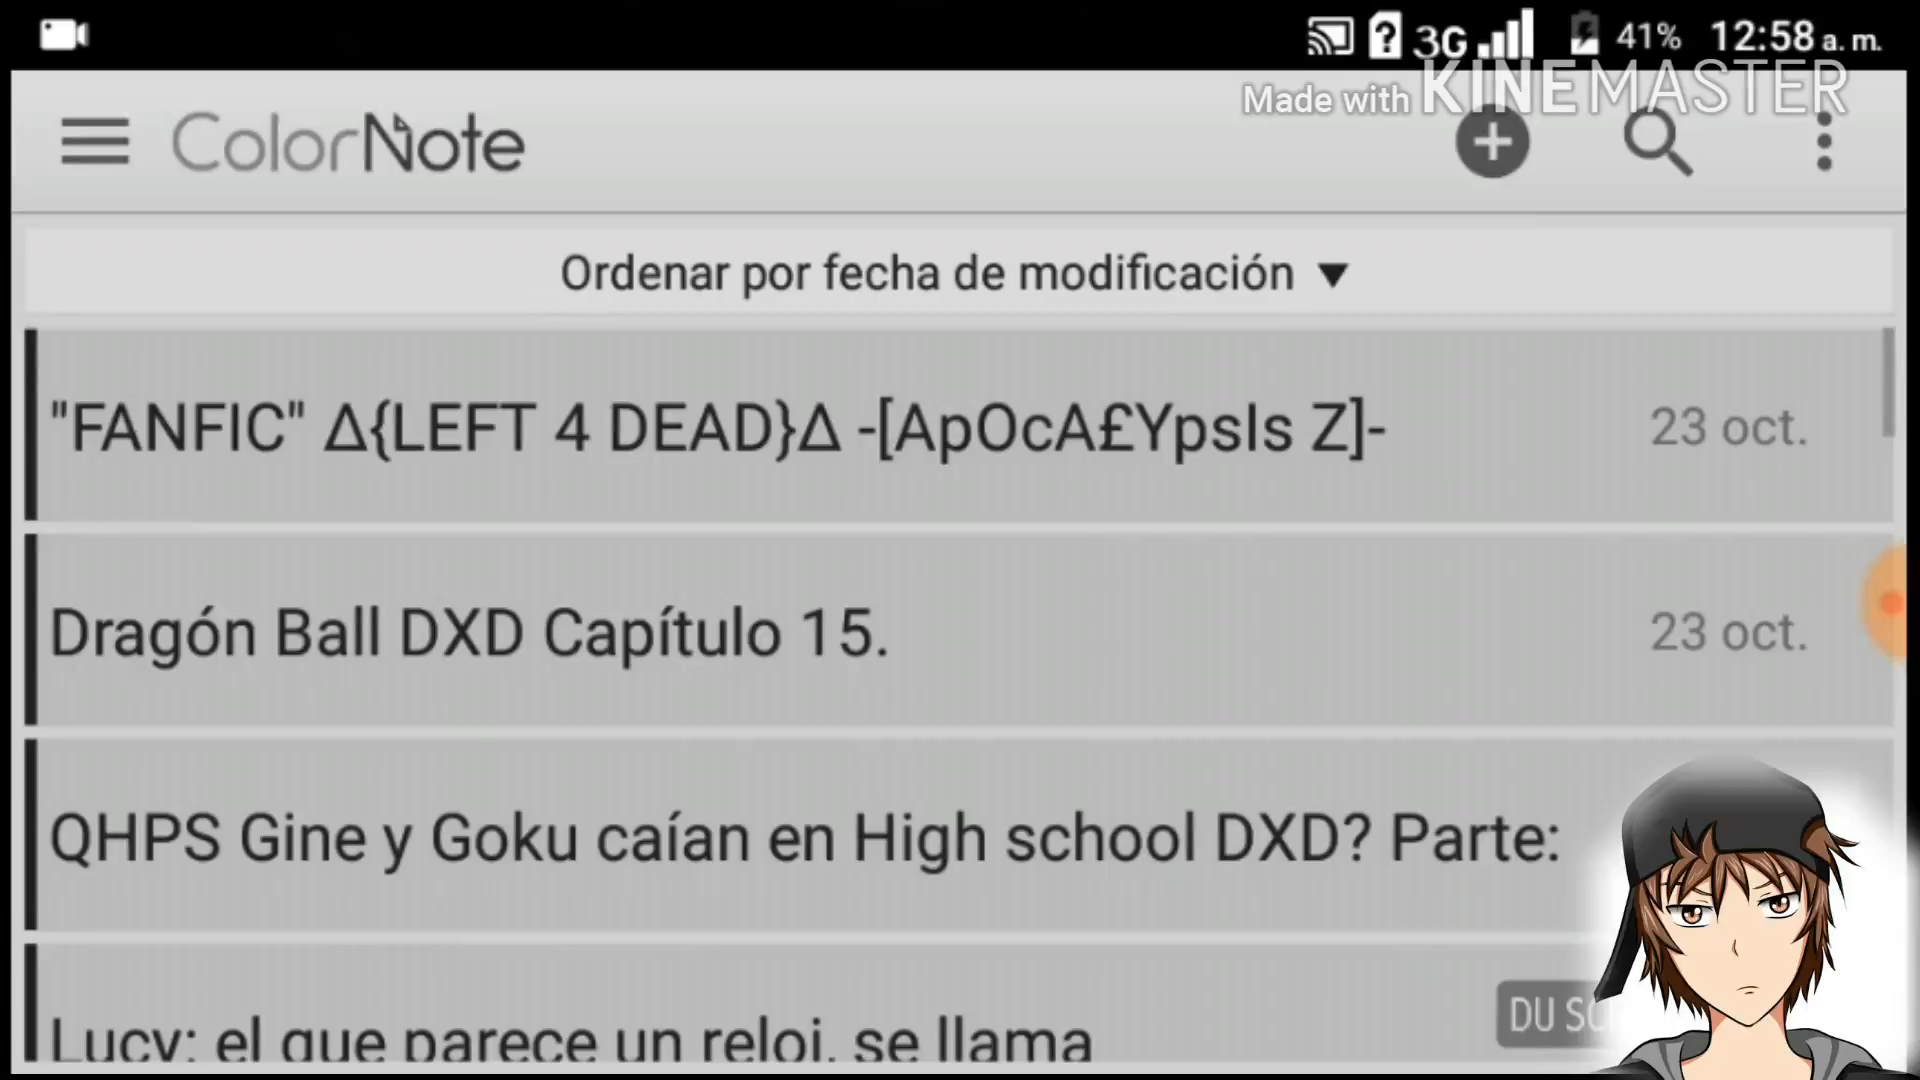 3G 41% 12:58 a. m.
Made with KINEMASTER
ColorNote
Ordenar por fecha de modificación
"FANFIC" Δ{LEFT 4 DEAD}Δ -[ApOcA£YpsIs Z]- 23 oct.
Dragón Ball DXD Capítulo 15. 23 oct.
QHPS Gine y Goku caían en High school DXD? Parte:
Lucy: el que parece un reloj, se llama
DU